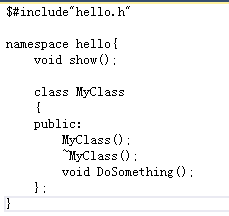 $#include"hello.h"
namespace hello{
void show();
class MyClass
{
public:
MyClass();
~MyClass();
void DoSomething();
};
}